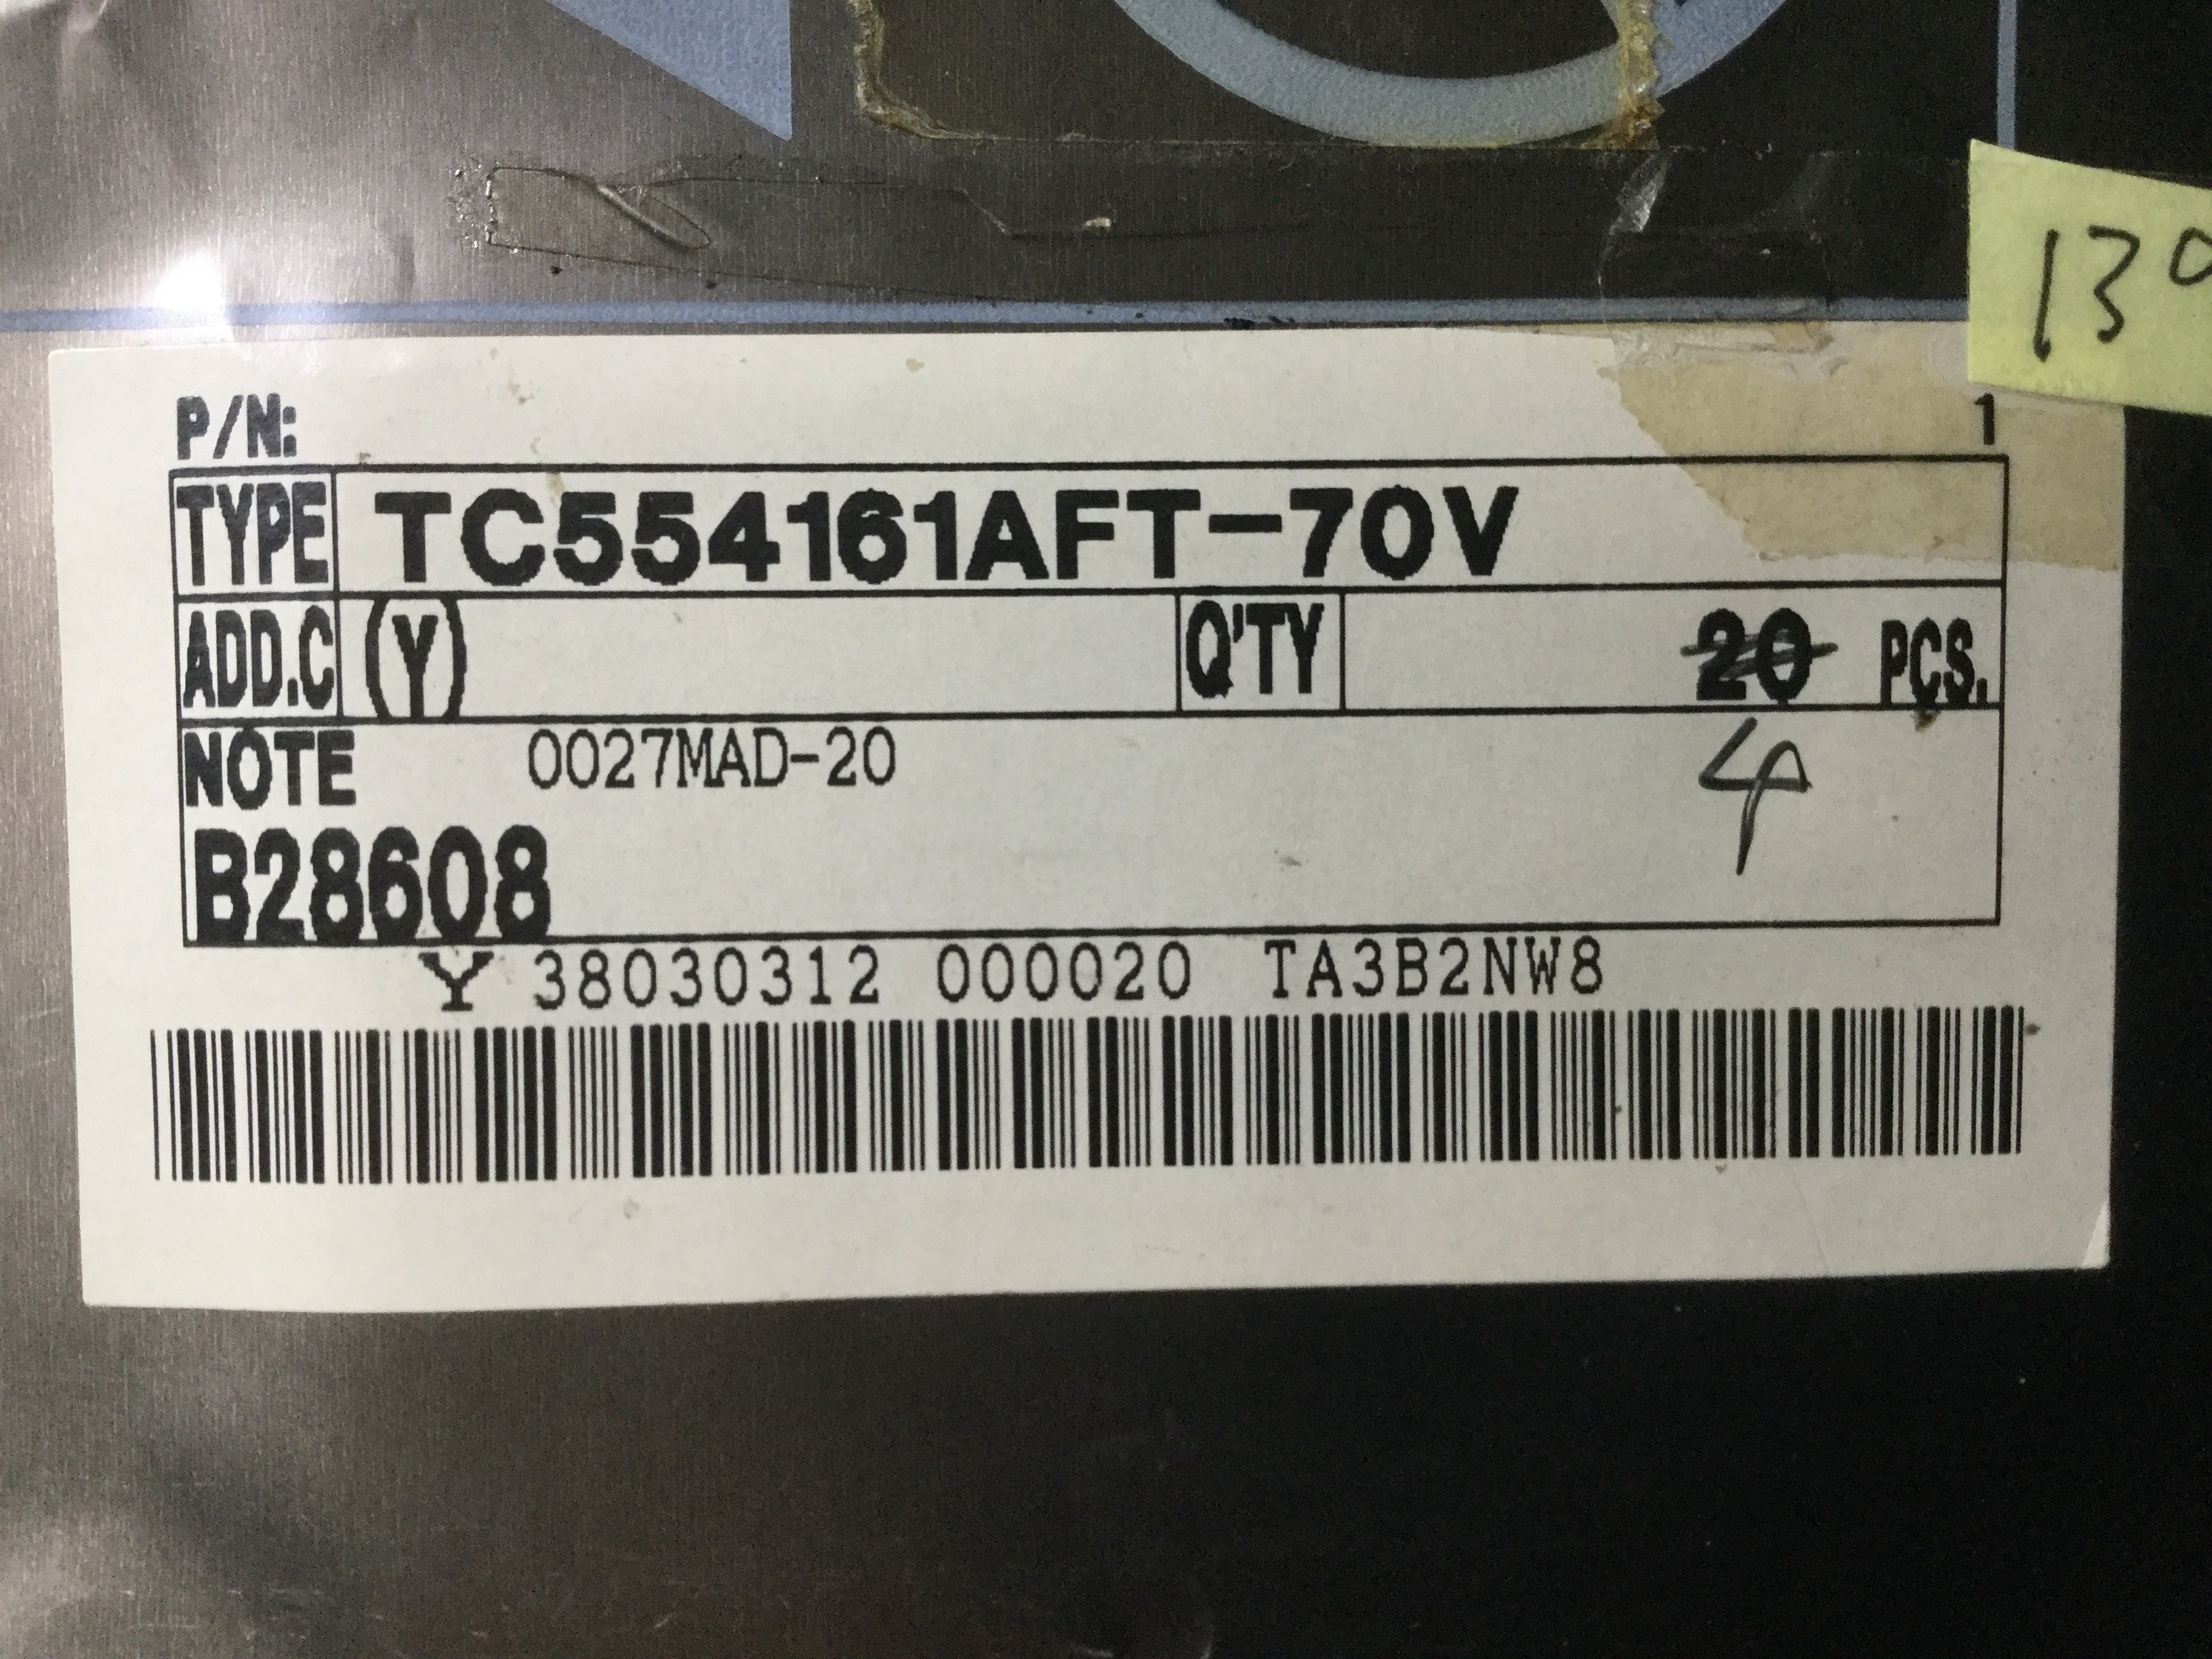 13
P/N:
1
TYPE TC554161AFT-70V
ADD.C (Y) Q'TY 20 PCS.
4
NOTE 0027MAD-20
B28608
Y 38030312 000020 TA3B2NW8